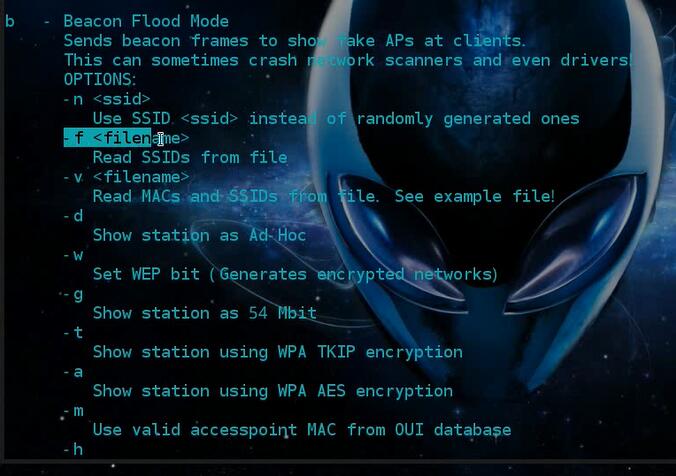 b - Beacon Flood Mode
Sends beacon frames to show fake APs at clients.
This can sometimes crash network scanners and even drivers!
OPTIONS:
-n <ssid>
Use SSID <ssid> instead of randomly generated ones
-f <filename>
Read SSIDs from file
-v <filename>
Read MACs and SSIDs from file. See example file!
-d
Show station as Ad-Hoc
-w
Set WEP bit (Generates encrypted networks)
-g
Show station as 54 Mbit
-t
Show station using WPA TKIP encryption
-a
Show station using WPA AES encryption
-m
Use valid accesspoint MAC from OUI database
-h